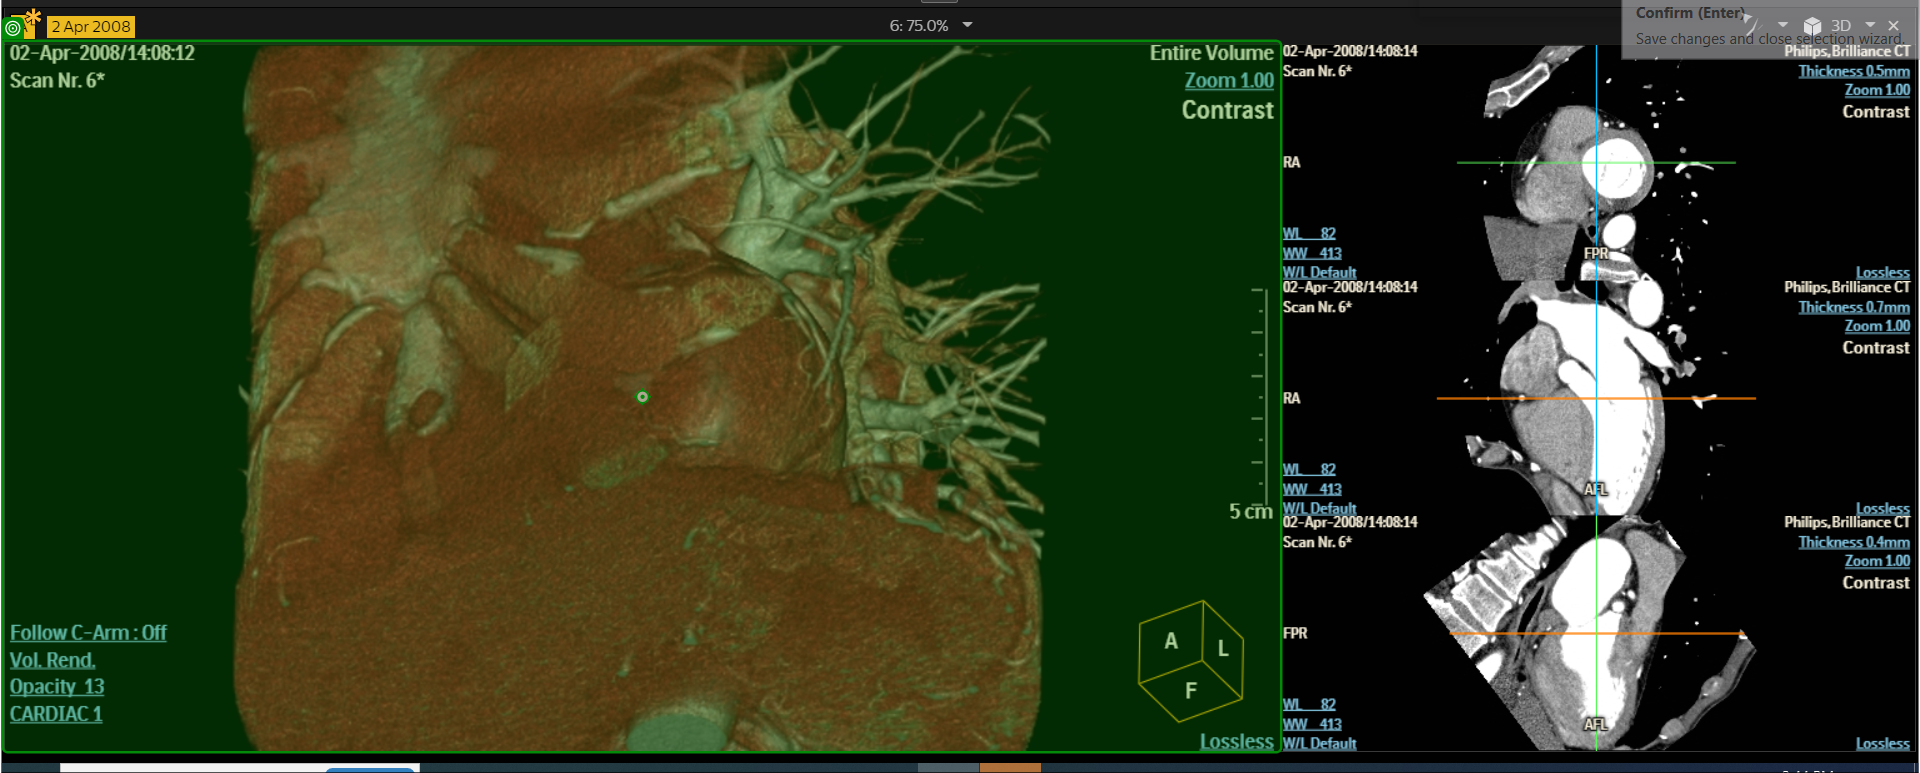 2 Apr 2008
6: 75.0%
Confirm (Enter)
Save changes and close selection wizard.
3D
02-Apr-2008/14:08:12
Scan Nr. 6*
Entire Volume
Zoom 1.00
Contrast
5 cm
Follow C-Arm : Off
Vol. Rend.
Opacity 13
CARDIAC 1
A
L
F
Lossless
02-Apr-2008/14:08:14
Scan Nr. 6*
Philips,Brilliance CT
Thickness 0.5mm
Zoom 1.00
Contrast
RA
WL 82
WW 413
W/L Default
FPR
Lossless
02-Apr-2008/14:08:14
Scan Nr. 6*
Philips,Brilliance CT
Thickness 0.7mm
Zoom 1.00
Contrast
RA
WL 82
WW 413
W/L Default
AFL
Lossless
02-Apr-2008/14:08:14
Scan Nr. 6*
Philips,Brilliance CT
Thickness 0.4mm
Zoom 1.00
Contrast
FPR
WL 82
WW 413
W/L Default
AFL
Lossless